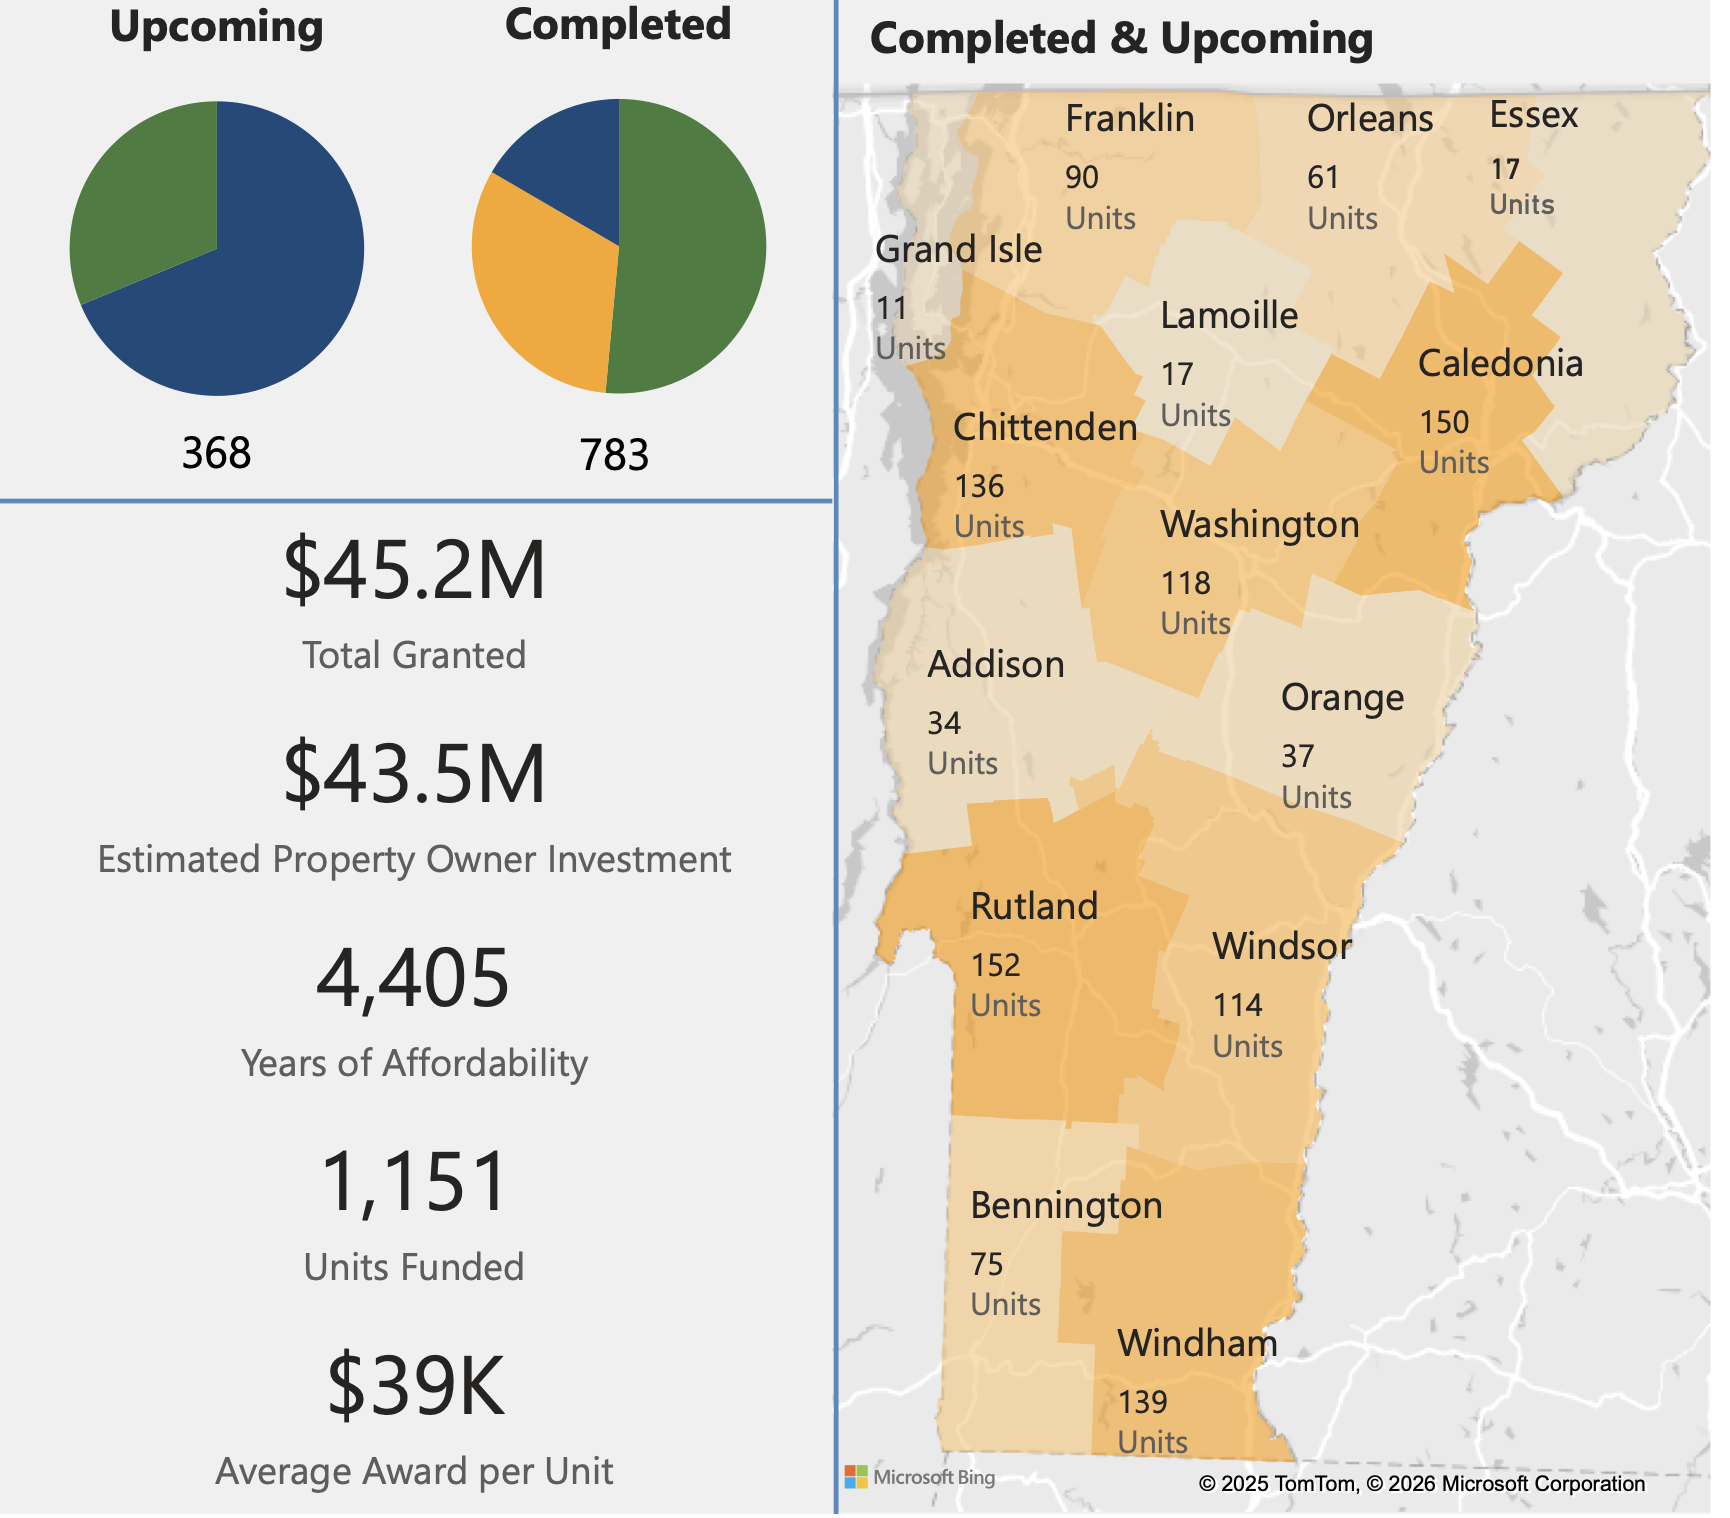 Upcoming
Completed
368
783
$45.2M
Total Granted
$43.5M
Estimated Property Owner Investment
4,405
Years of Affordability
1,151
Units Funded
$39K
Average Award per Unit
Completed & Upcoming
Franklin
90
Units
Orleans
61
Units
Essex
17
Units
Grand Isle
11
Units
Lamoille
17
Units
Caledonia
150
Units
Chittenden
136
Units
Washington
118
Units
Addison
34
Units
Orange
37
Units
Rutland
152
Units
Windsor
114
Units
Bennington
75
Units
Windham
139
Units
Microsoft Bing
© 2025 TomTom, © 2026 Microsoft Corporation